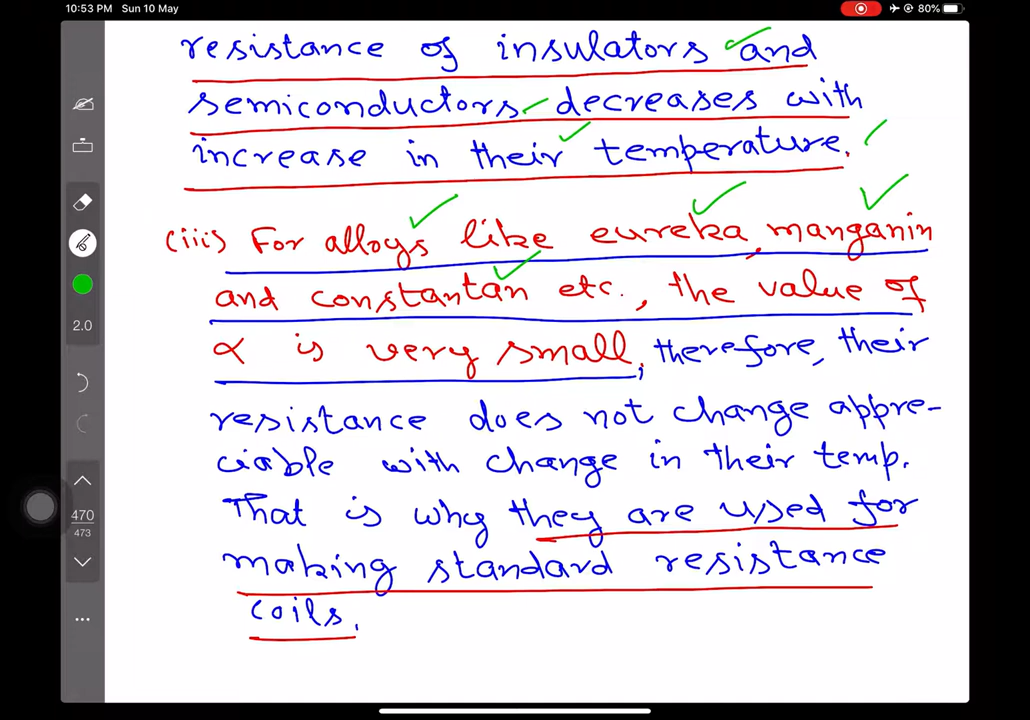 10:53 PM Sun 10 May 80%
resistance of insulators and
semiconductors decreases with
increase in their temperature.
(iii) For alloys like eureka, manganin
and constantan etc., the value of
α is very small, therefore, their
resistance does not change appre-
ciable with change in their temp.
That is why they are used for
making standard resistance
coils.
2.0
470
473